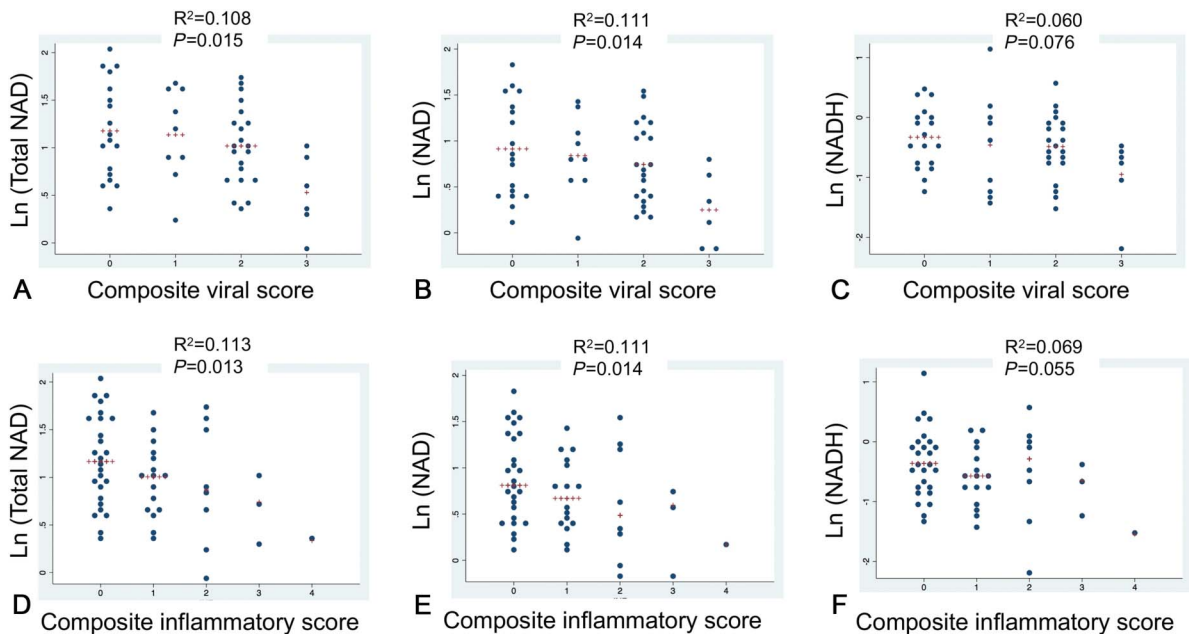 R²=0.108
P=0.015
Ln (Total NAD)
2
1.5
1
.5
0
0 1 2 3
A
Composite viral score
R²=0.111
P=0.014
Ln (NAD)
2
1.5
1
.5
0
0 1 2 3
B
Composite viral score
R²=0.060
P=0.076
Ln (NADH)
1
0
-1
-2
0 1 2 3
C
Composite viral score
R²=0.113
P=0.013
Ln (Total NAD)
2
1.5
1
.5
0
0 1 2 3 4
D
Composite inflammatory score
R²=0.111
P=0.014
Ln (NAD)
2
1.5
1
.5
0
0 1 2 3 4
E
Composite inflammatory score
R²=0.069
P=0.055
Ln (NADH)
1
0
-1
-2
0 1 2 3 4
F
Composite inflammatory score